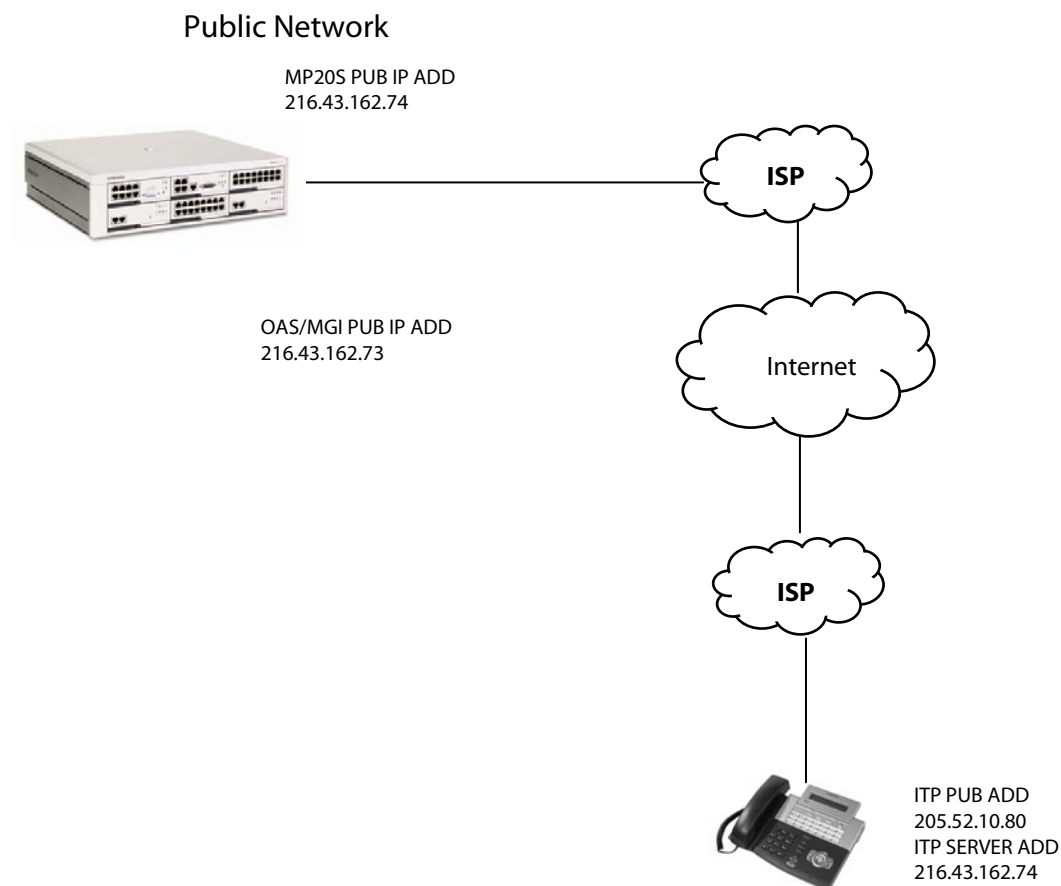 Public Network
MP20S PUB IP ADD
216.43.162.74
ISP
OAS/MGI PUB IP ADD
216.43.162.73
Internet
ISP
ITP PUB ADD
205.52.10.80
ITP SERVER ADD
216.43.162.74